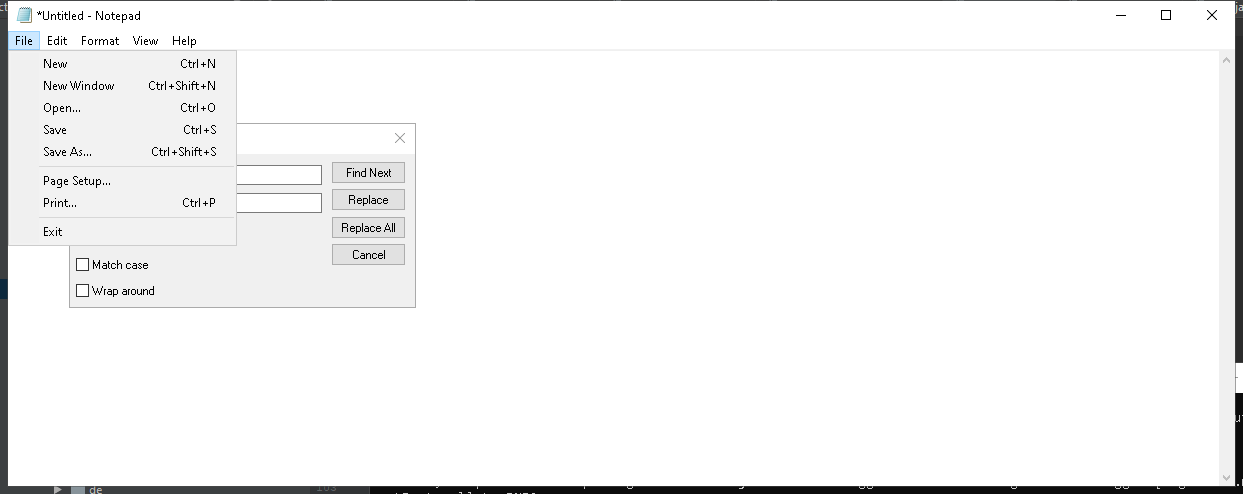 *Untitled - Notepad
File Edit Format View Help
New Ctrl+N
New Window Ctrl+Shift+N
Open... Ctrl+O
Save Ctrl+S
Save As... Ctrl+Shift+S
Page Setup...
Print... Ctrl+P
Exit
Find Next
Replace
Replace All
Cancel
Match case
Wrap around
de